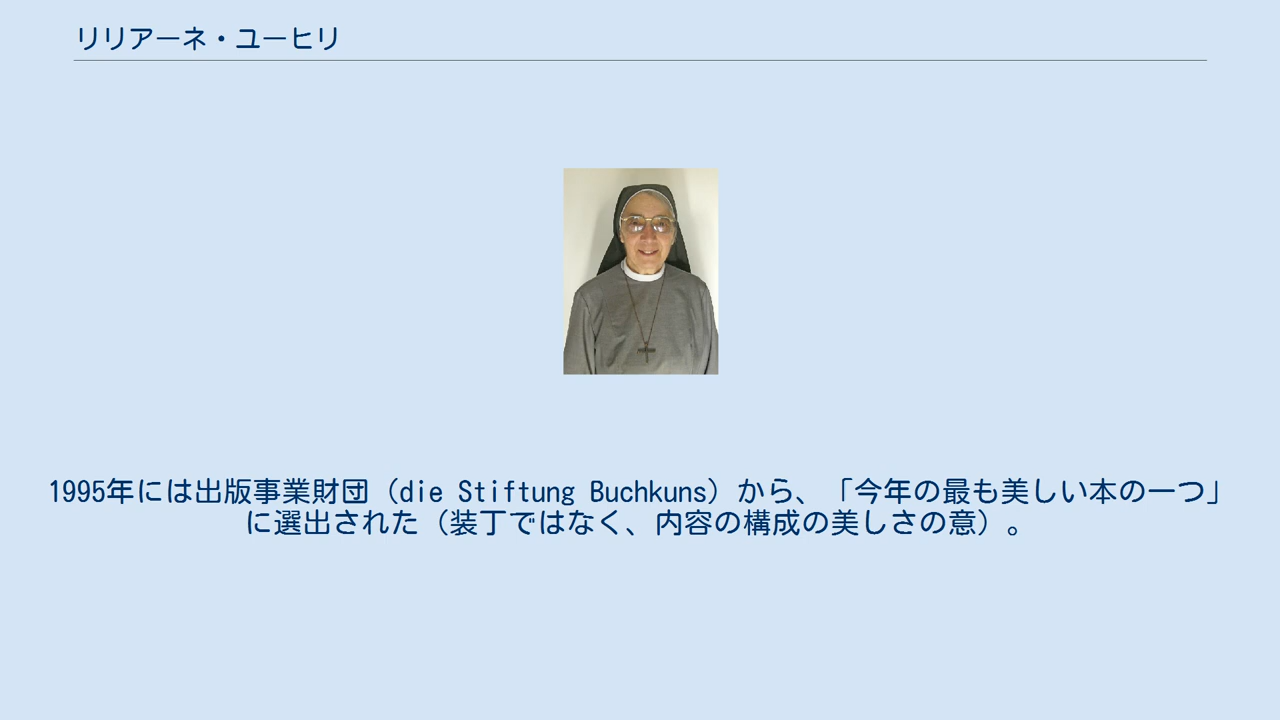 リリアーネ・ユーヒリ
1995年には出版事業財団（die Stiftung Buchkuns）から、「今年の最も美しい本の一つ」
に選出された（装丁ではなく、内容の構成の美しさの意）。